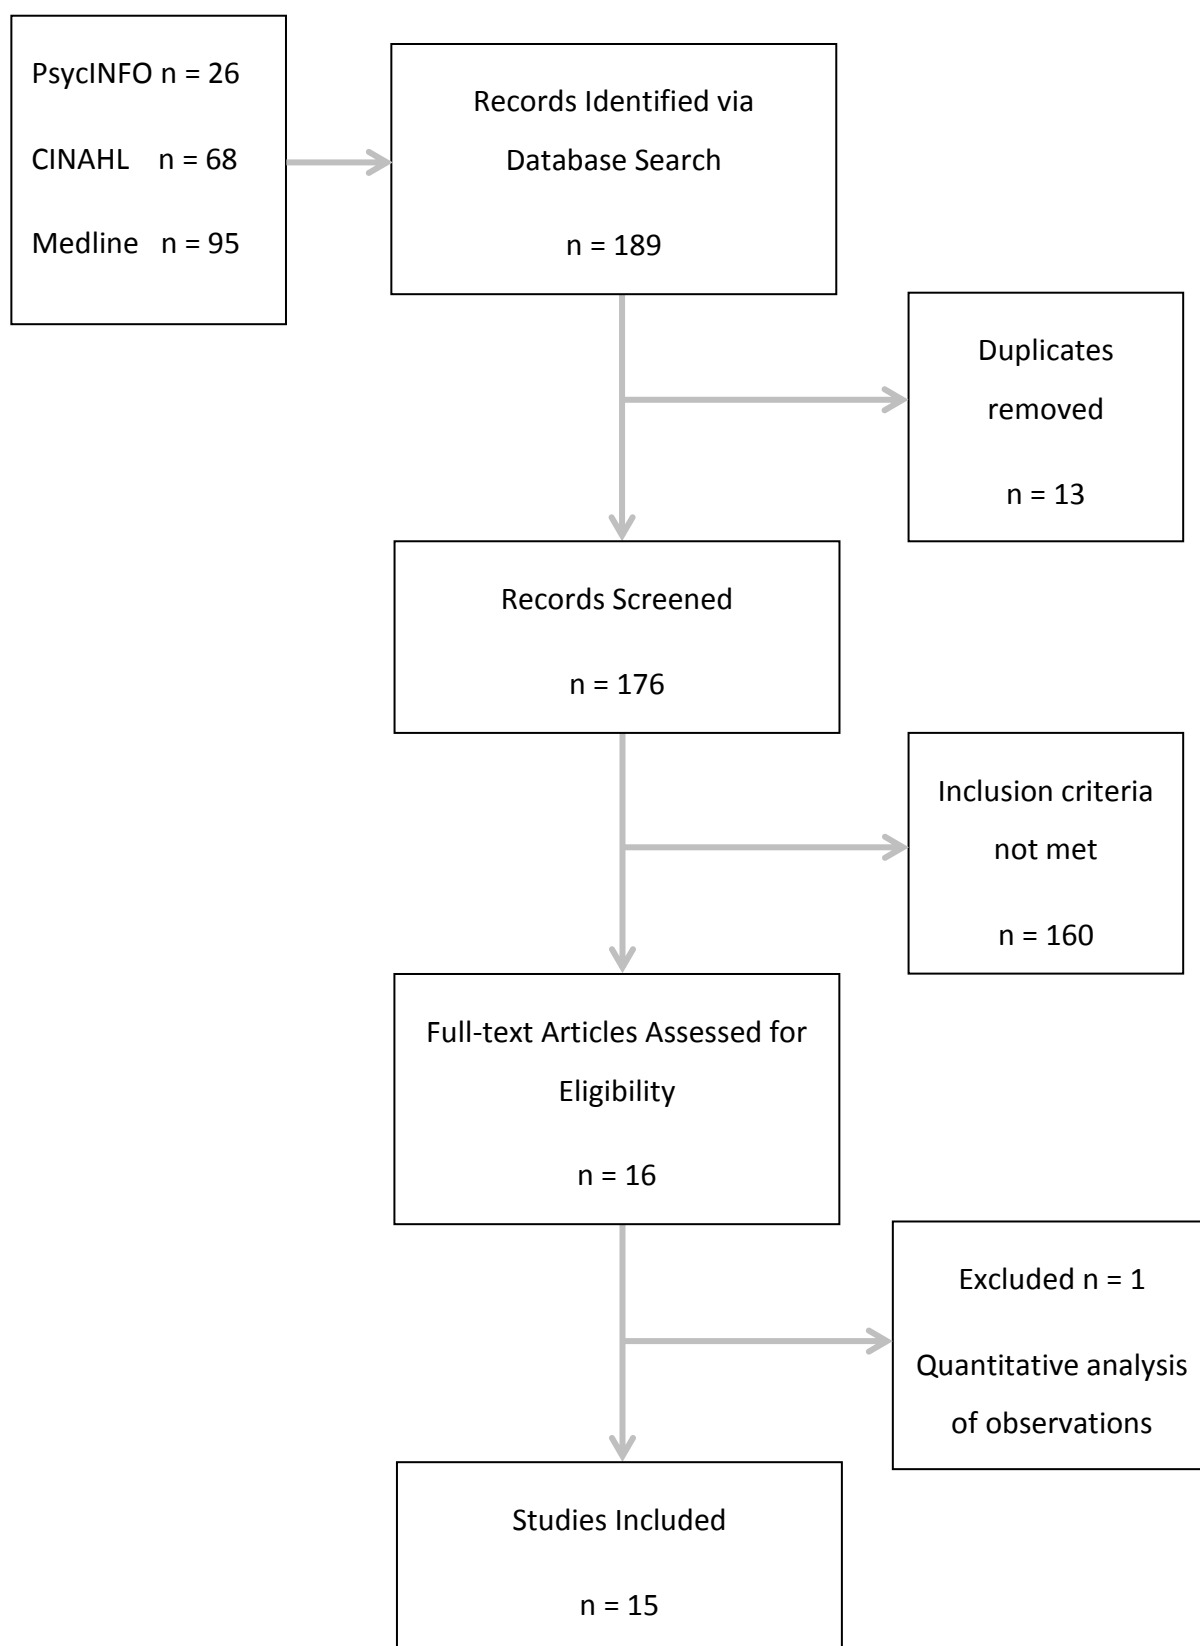 PsycINFO n = 26
CINAHL n = 68
Medline n = 95
Records Identified via
Database Search
n = 189
Duplicates
removed
n = 13
Records Screened
n = 176
Inclusion criteria
not met
n = 160
Full-text Articles Assessed for
Eligibility
n = 16
Excluded n = 1
Quantitative analysis
of observations
Studies Included
n = 15